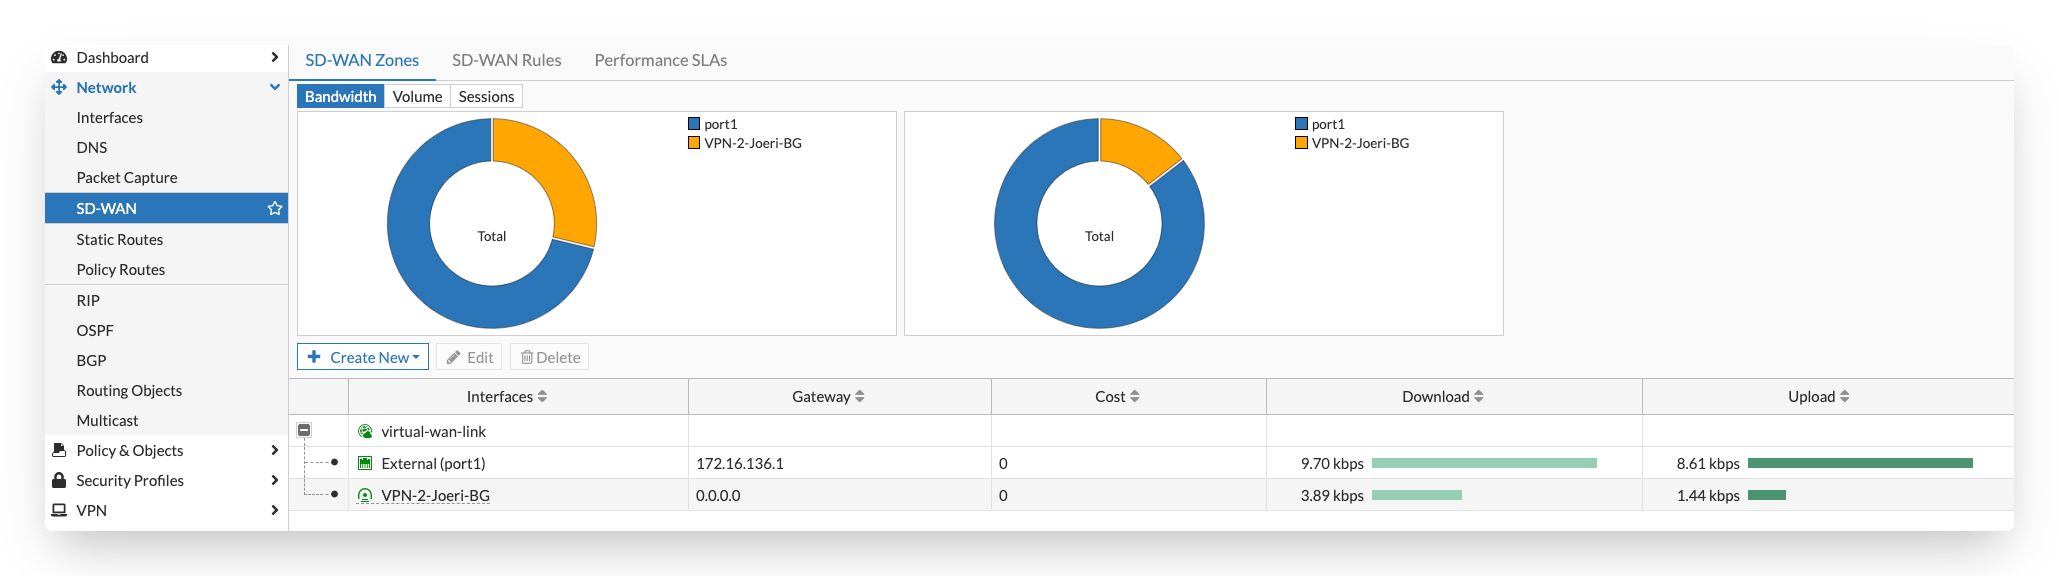 Dashboard
Network
Interfaces
DNS
Packet Capture
SD-WAN
Static Routes
Policy Routes
RIP
OSPF
BGP
Routing Objects
Multicast
Policy & Objects
Security Profiles
VPN
SD-WAN Zones SD-WAN Rules Performance SLAs
Bandwidth Volume Sessions
port1
VPN-2-Joeri-BG
Total
port1
VPN-2-Joeri-BG
Total
Create New Edit Delete
Interfaces Gateway Cost Download Upload
virtual-wan-link
External (port1) 172.16.136.1 0 9.70 kbps 8.61 kbps
VPN-2-Joeri-BG 0.0.0.0 0 3.89 kbps 1.44 kbps